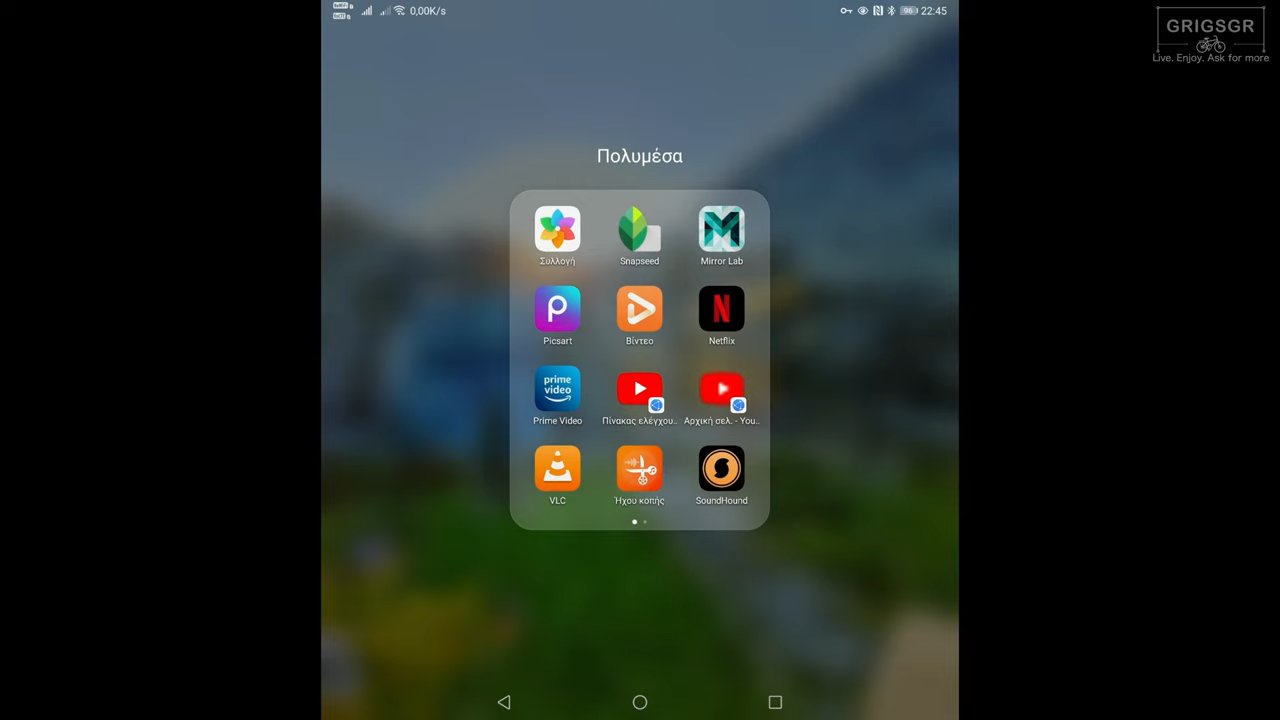 0,00K/s
96
22:45
GRIGSGR
Live. Enjoy. Ask for more
Πολυμέσα
Συλλογή
Snapseed
Mirror Lab
Picsart
Βίντεο
Netflix
prime video
Prime Video
Πίνακας ελέγχου..
Αρχική σελ. - You..
VLC
Ήχου κοπής
SoundHound